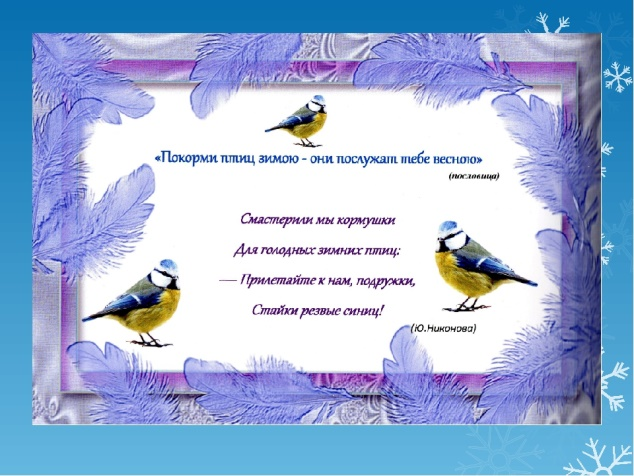 «Покорми птиц зимою - они послужат тебе весною»
(пословица)
Смастерили мы кормушки
Для голодных зимних птиц:
— Прилетайте к нам, подружки,
Стайки резвые синиц!
(Ю.Никонова)